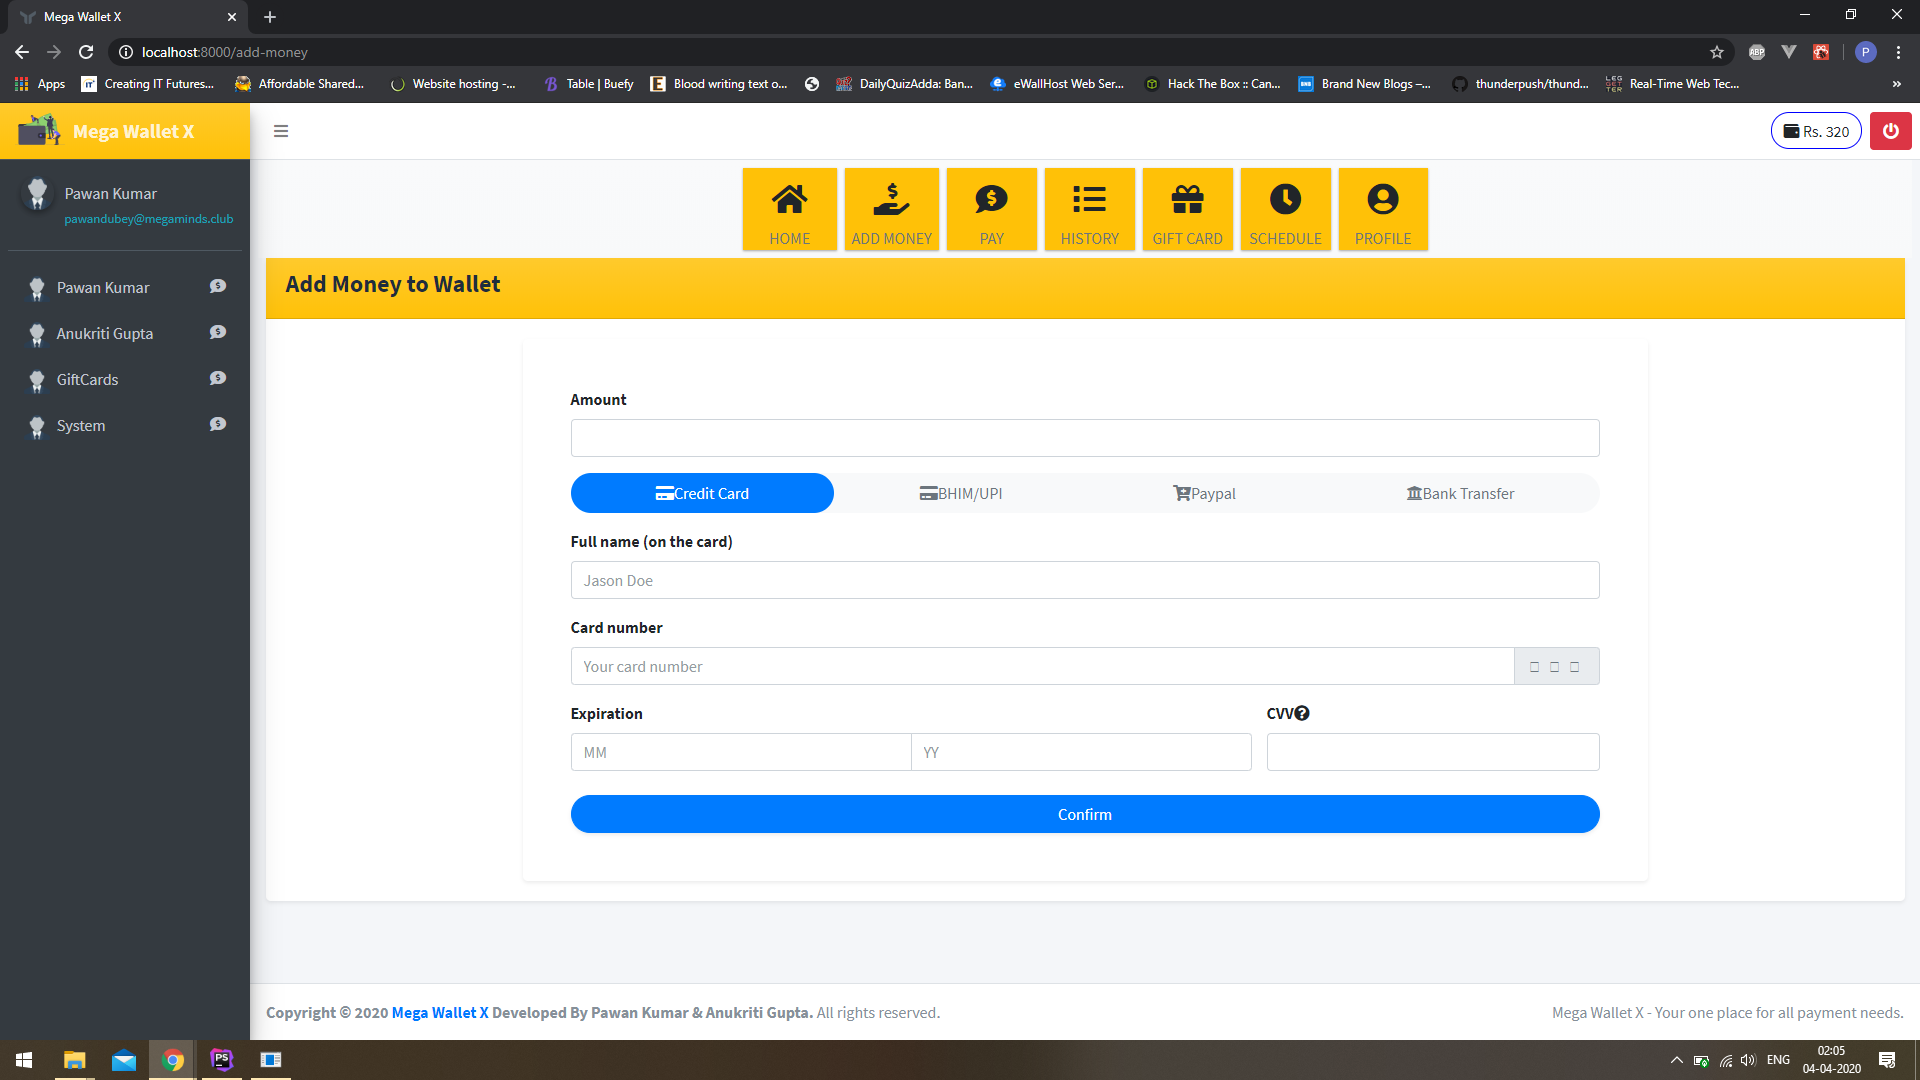 Mega Wallet X
localhost:8000/add-money
ABP
P
Apps
Creating IT Futures...
Affordable Shared...
Website hosting -...
Table | Buefy
Blood writing text o...
DailyQuizAdda: Ban...
eWallHost Web Ser...
Hack The Box :: Can...
Brand New Blogs –...
thunderpush/thund...
Real-Time Web Tec...
»
Mega Wallet X
Rs. 320
Pawan Kumar
pawandubey@megaminds.club
Pawan Kumar
Anukriti Gupta
GiftCards
System
HOME
ADD MONEY
PAY
HISTORY
GIFT CARD
SCHEDULE
PROFILE
Add Money to Wallet
Amount
Credit Card
BHIM/UPI
Paypal
Bank Transfer
Full name (on the card)
Jason Doe
Card number
Your card number
Expiration
CVV
MM
YY
Confirm
Copyright © 2020 Mega Wallet X Developed By Pawan Kumar & Anukriti Gupta. All rights reserved.
Mega Wallet X - Your one place for all payment needs.
PS
ENG
02:05
04-04-2020